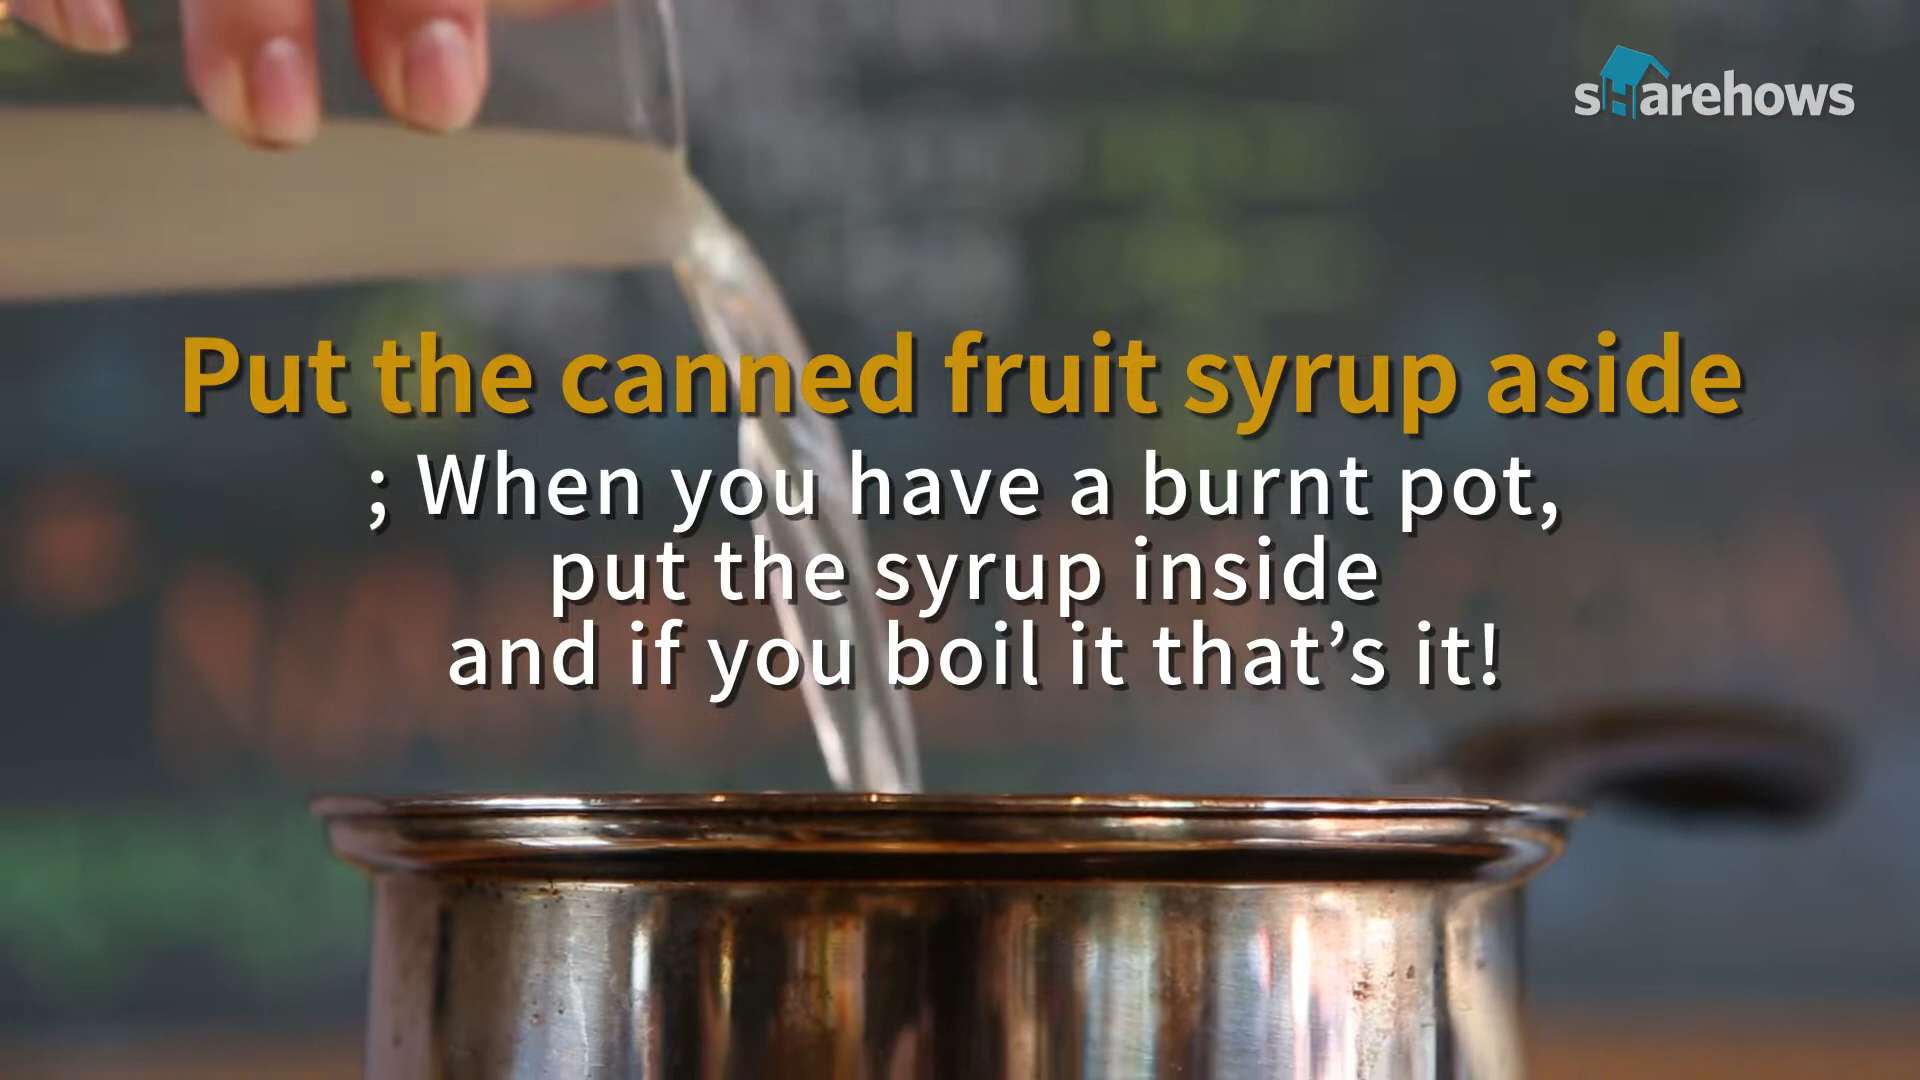 sHarehows
Put the canned fruit syrup aside
; When you have a burnt pot,
put the syrup inside
and if you boil it that’s it!